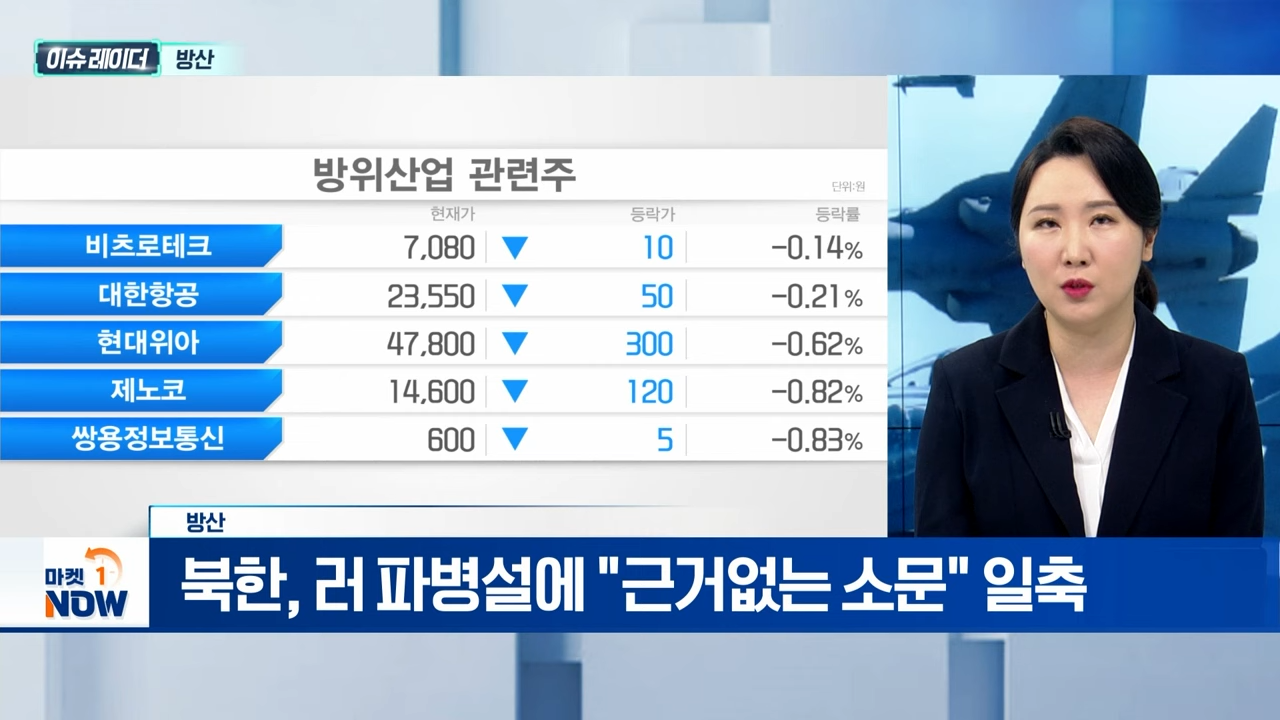 이슈 레이더 방산
방위산업 관련주
단위:원
현재가 등락가 등락률
비츠로테크 7,080 ▼ 10 -0.14%
대한항공 23,550 ▼ 50 -0.21%
현대위아 47,800 ▼ 300 -0.62%
제노코 14,600 ▼ 120 -0.82%
쌍용정보통신 600 ▼ 5 -0.83%
방산
마켓 1
NOW
북한, 러 파병설에 "근거없는 소문" 일축